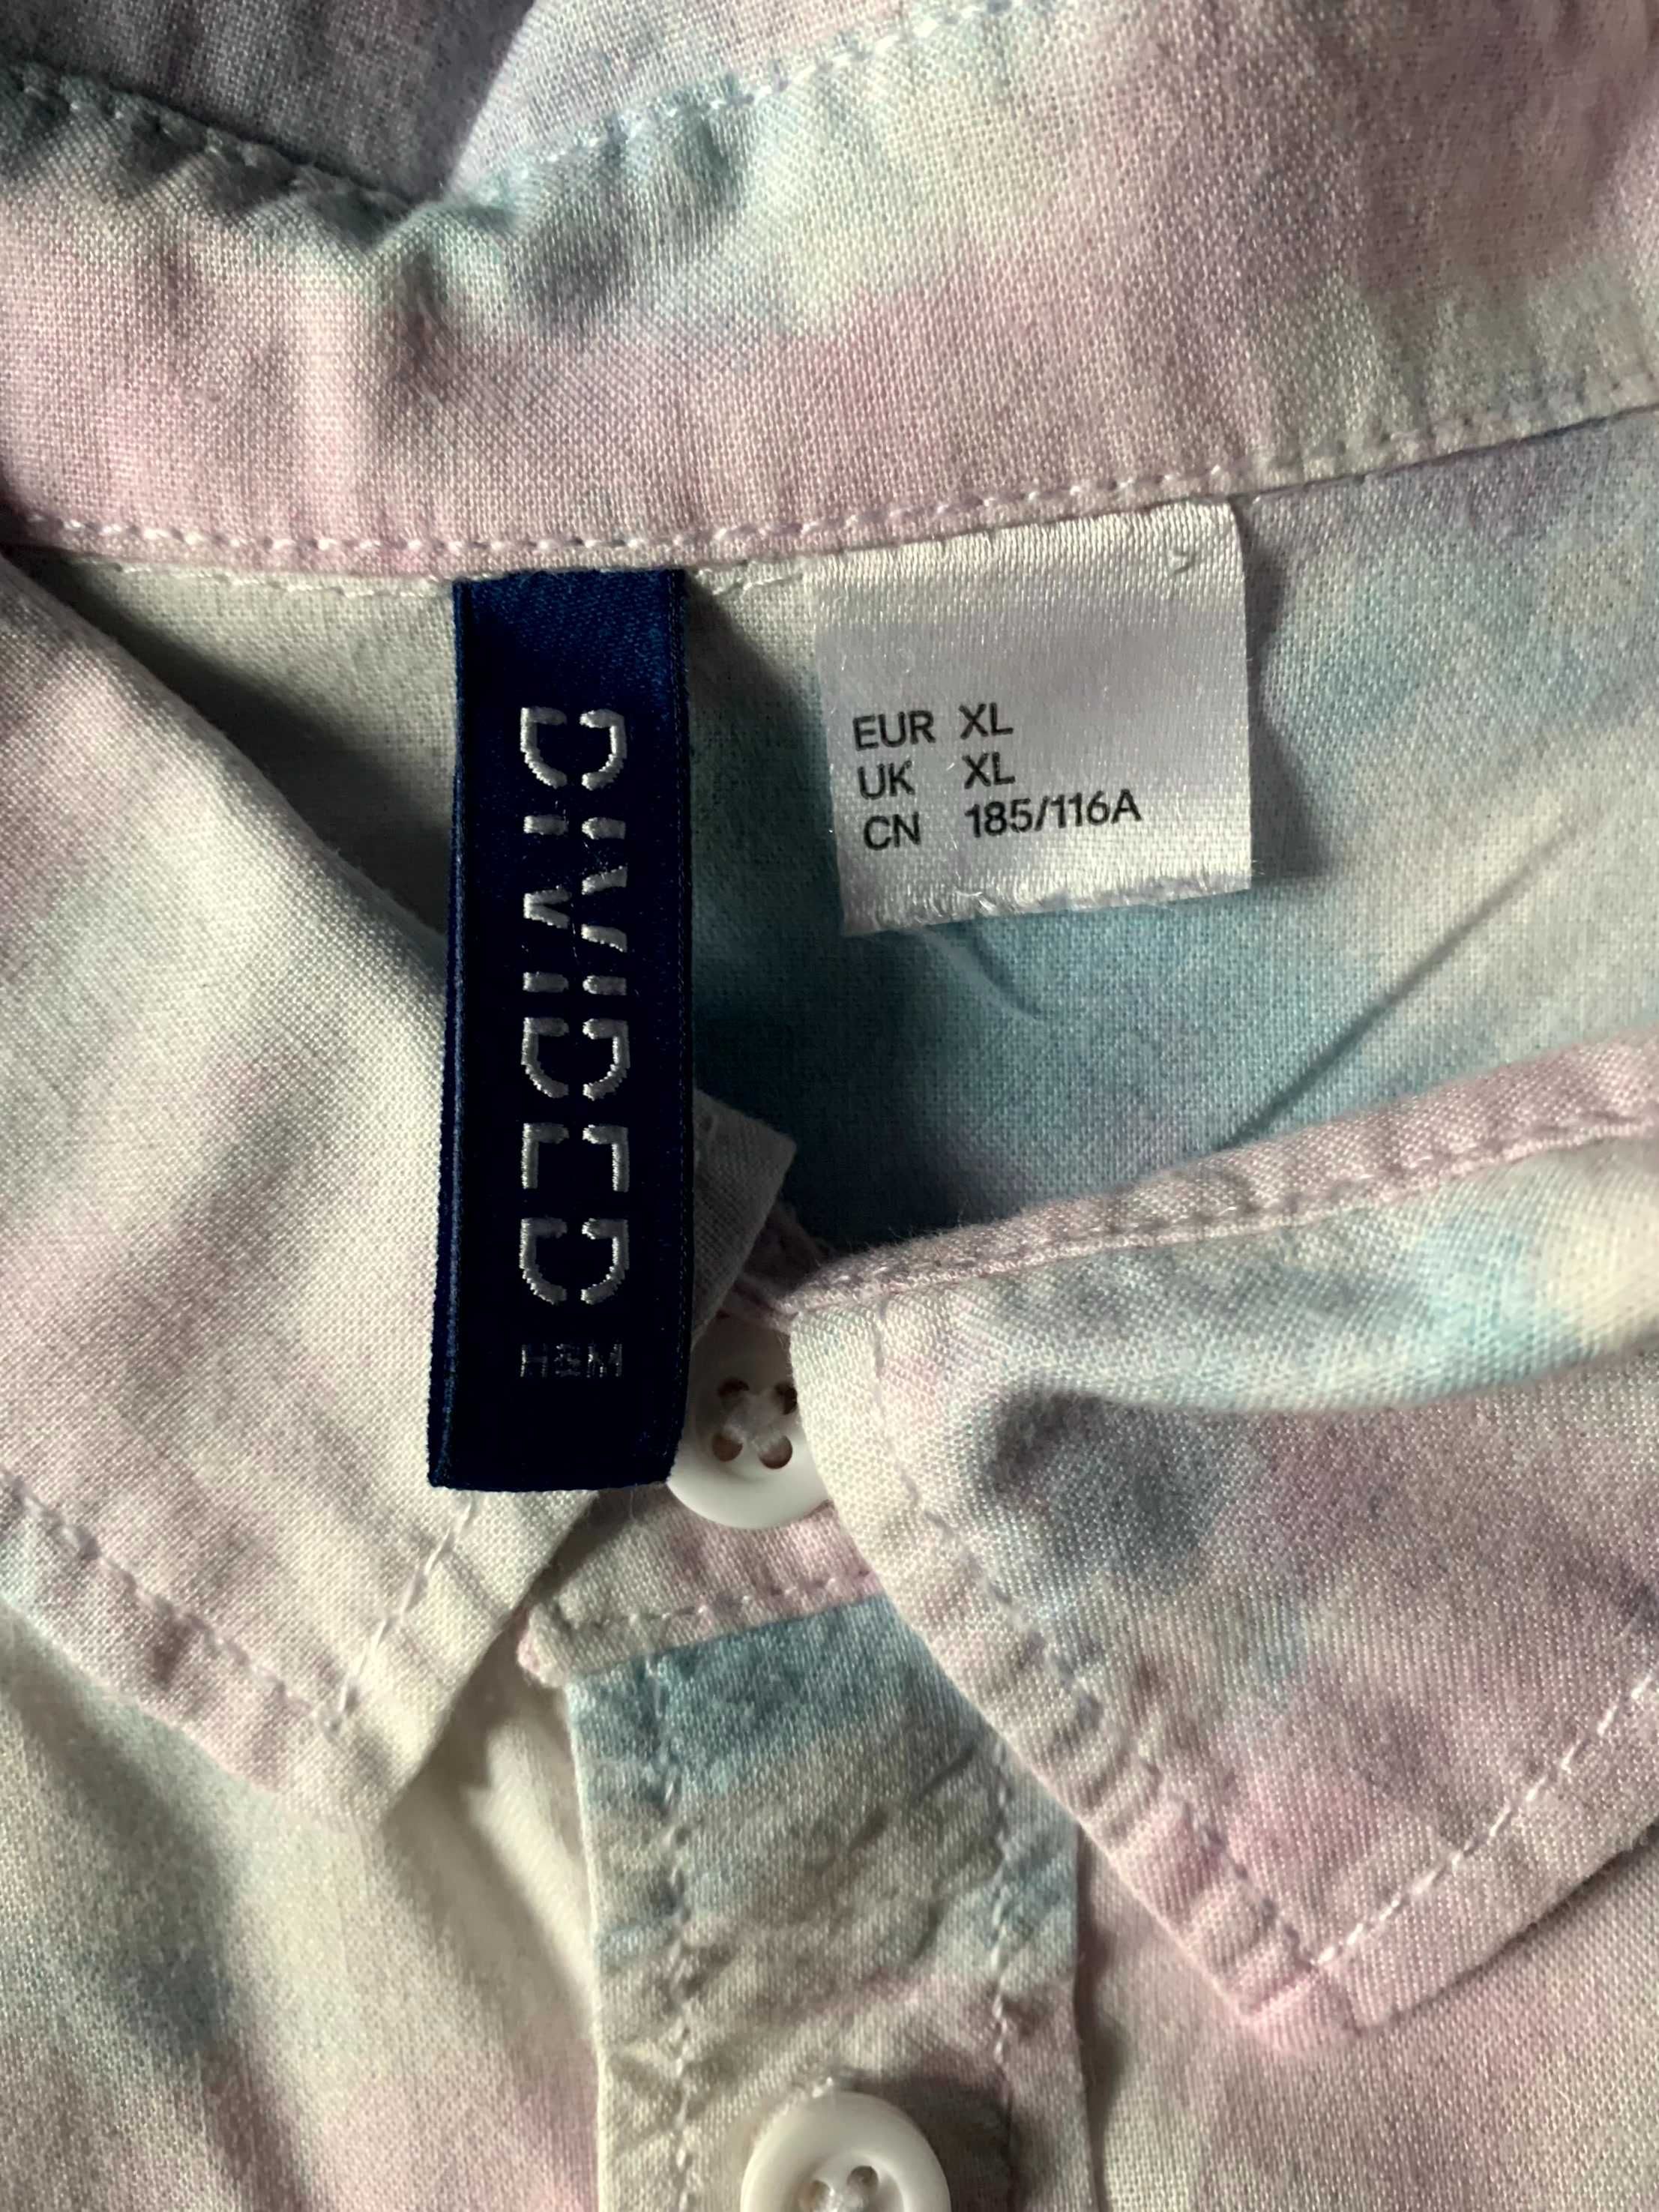 DIVIDED
H&M
EUR XL
UK XL
CN 185/116A